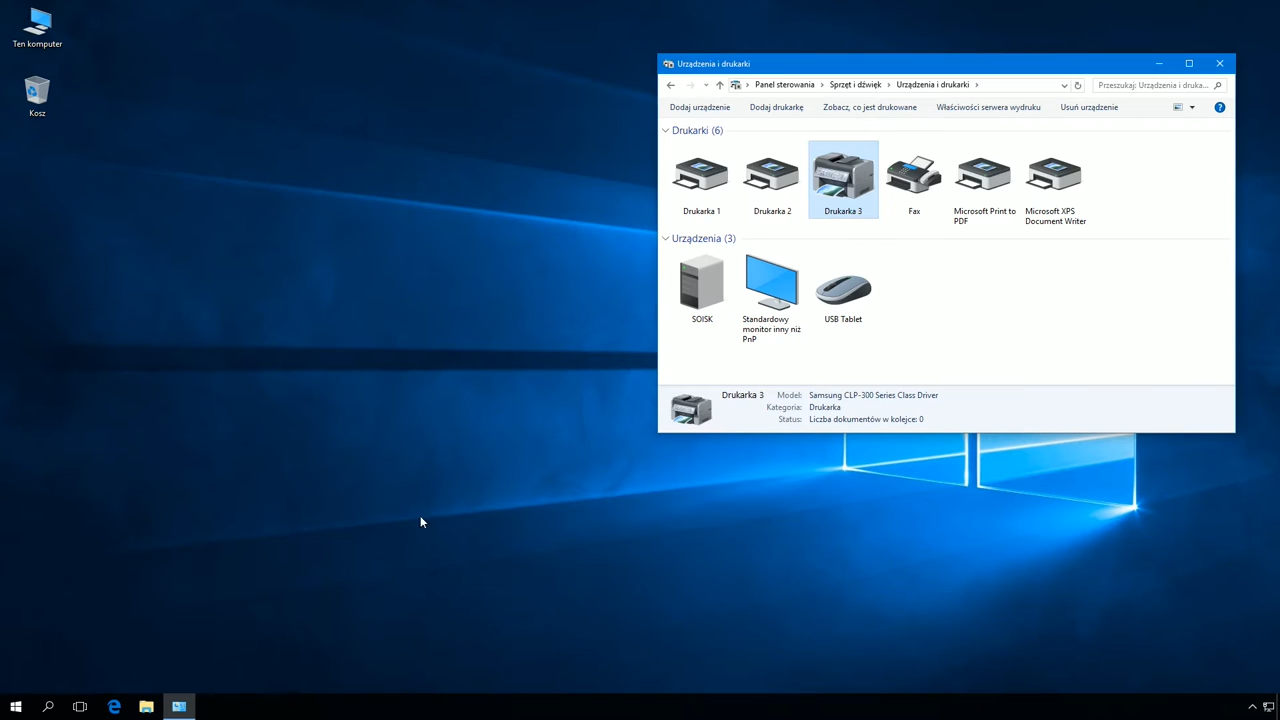 Ten komputer
Kosz
Urządzenia i drukarki
Panel sterowania
Sprzęt i dźwięk
Urządzenia i drukarki
Przeszukaj: Urządzenia i druka...
Dodaj urządzenie
Dodaj drukarkę
Zobacz, co jest drukowane
Właściwości serwera wydruku
Usuń urządzenie
Drukarki (6)
Drukarka 1
Drukarka 2
Drukarka 3
Fax
Microsoft Print to
PDF
Microsoft XPS
Document Writer
Urządzenia (3)
SOISK
Standardowy
monitor inny niż
PnP
USB Tablet
Drukarka 3
Model: Samsung CLP-300 Series Class Driver
Kategoria: Drukarka
Status: Liczba dokumentów w kolejce: 0